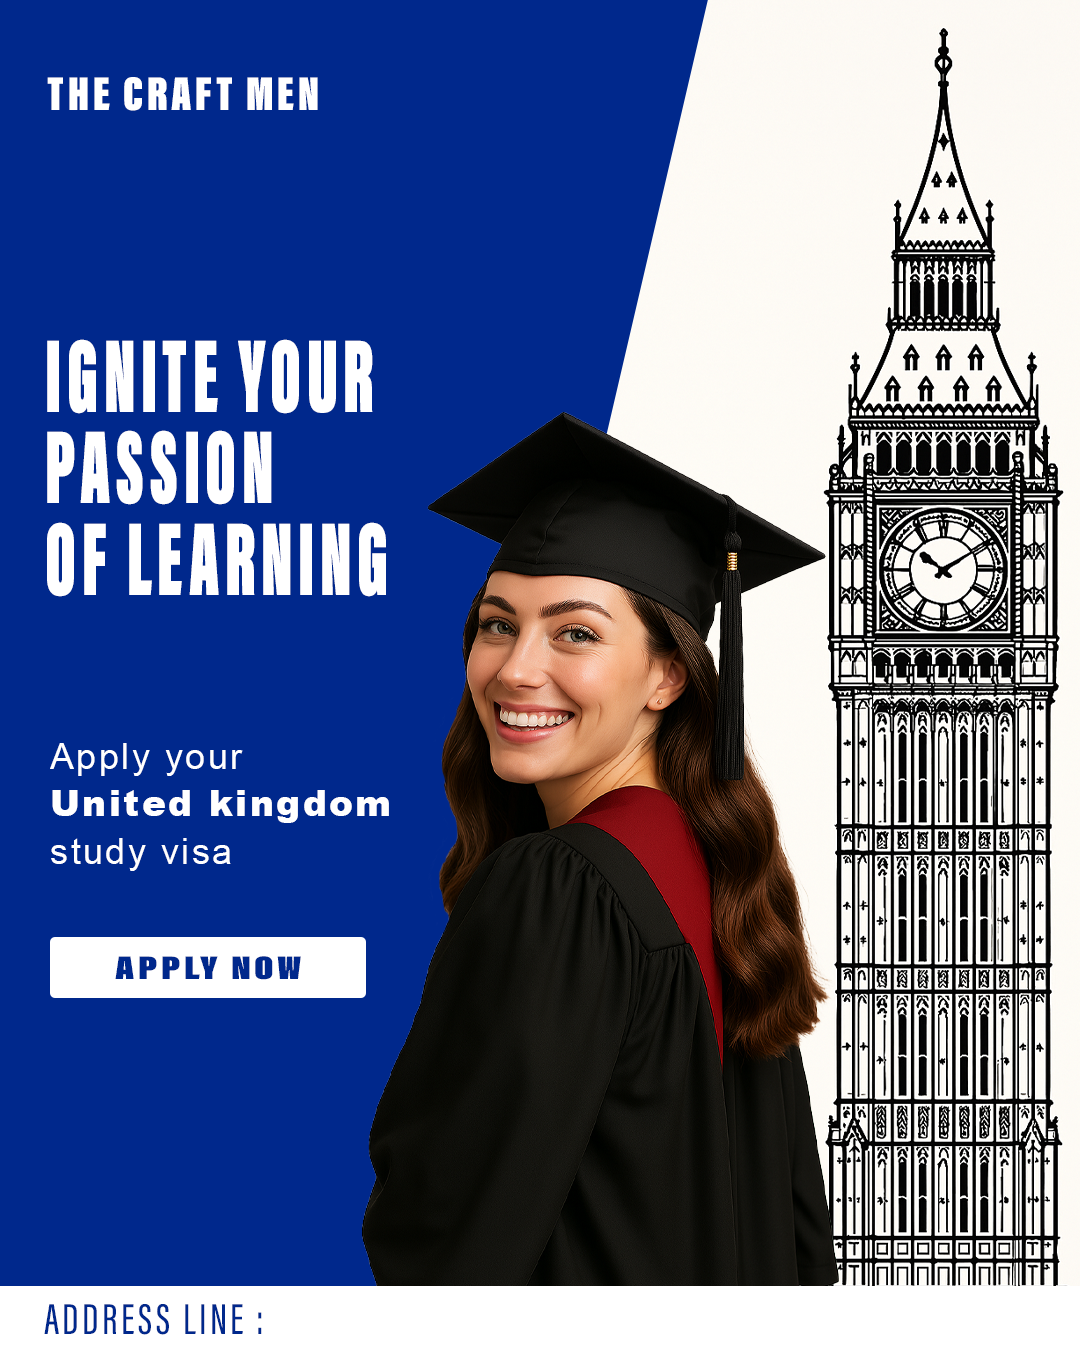 THE CRAFT MEN
IGNITE YOUR
PASSION
OF LEARNING
Apply your
United kingdom
study visa
APPLY NOW
ADDRESS LINE :